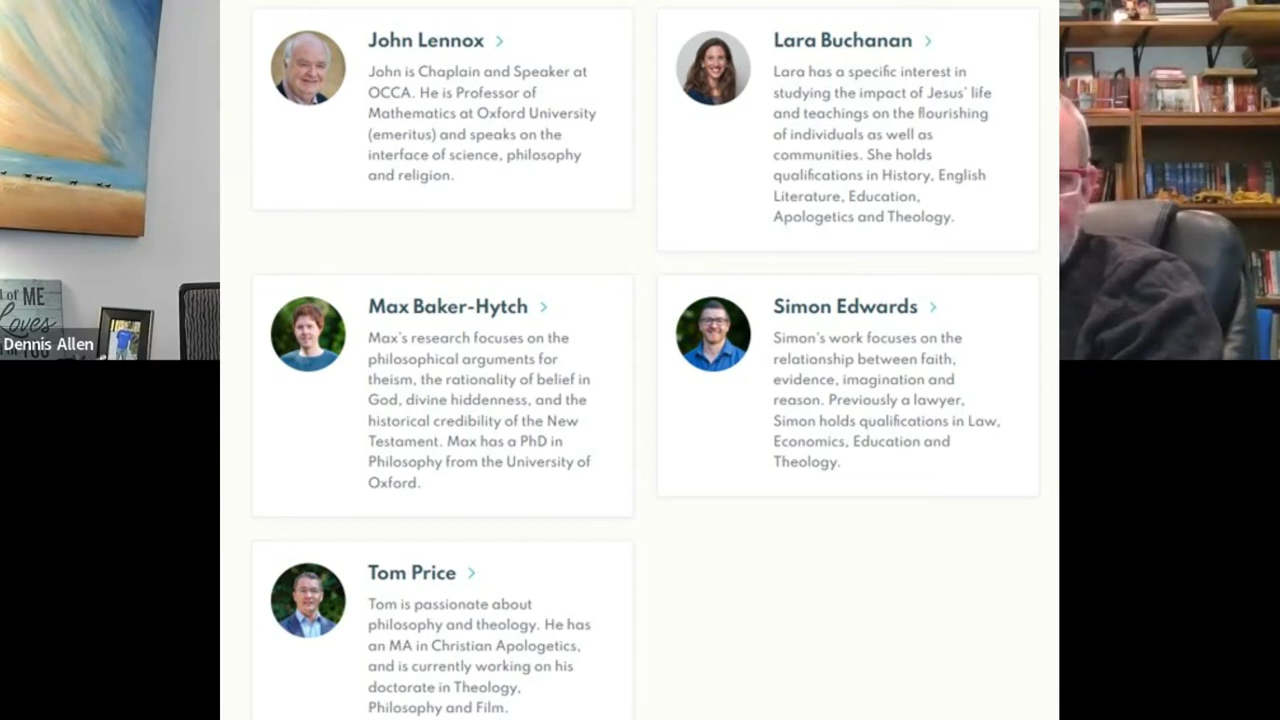 John Lennox
John is Chaplain and Speaker at
OCCA. He is Professor of
Mathematics at Oxford University
(emeritus) and speaks on the
interface of science, philosophy
and religion.
Lara Buchanan
Lara has a specific interest in
studying the impact of Jesus' life
and teachings on the flourishing
of individuals as well as
communities. She holds
qualifications in History, English
Literature, Education,
Apologetics and Theology.
Max Baker-Hytch
Max's research focuses on the
philosophical arguments for
theism, the rationality of belief in
God, divine hiddenness, and the
historical credibility of the New
Testament. Max has a PhD in
Philosophy from the University of
Oxford.
Simon Edwards
Simon's work focuses on the
relationship between faith,
evidence, imagination and
reason. Previously a lawyer,
Simon holds qualifications in Law,
Economics, Education and
Theology.
Tom Price
Tom is passionate about
philosophy and theology. He has
an MA in Christian Apologetics,
and is currently working on his
doctorate in Theology,
Philosophy and Film.
of ME
Loves
Dennis Allen